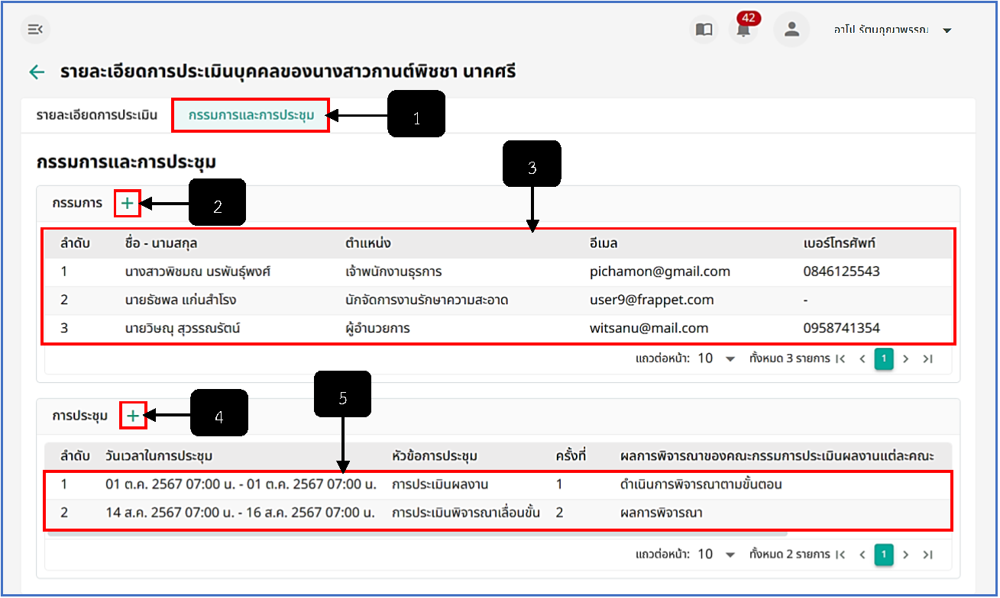 42
อาโป รัตนกุญาพรรณ
รายละเอียดการประเมินบุคคลของนางสาวกานต์พิชชา นาคศรี
รายละเอียดการประเมิน กรรมการและการประชุม 1
กรรมการและการประชุม
3
กรรมการ + 2
ลำดับ ชื่อ - นามสกุล ตำแหน่ง อีเมล เบอร์โทรศัพท์
1 นางสาวพิชมณ นรพันธุ์พงศ์ เจ้าพนักงานธุรการ pichamon@gmail.com 0846125543
2 นายธัชพล แก่นสำโรง นักจัดการงานรักษาความสะอาด user9@frappet.com -
3 นายวิษณุ สุวรรณรัตน์ ผู้อำนวยการ witsanu@mail.com 0958741354
แถวต่อหน้า: 10 ทั้งหมด 3 รายการ 1
5
การประชุม + 4
ลำดับ วันเวลาในการประชุม หัวข้อการประชุม ครั้งที่ ผลการพิจารณาของคณะกรรมการประเมินผลงานแต่ละคณะ
1 01 ต.ค. 2567 07:00 น. - 01 ต.ค. 2567 07:00 น. การประเมินผลงาน 1 ดำเนินการพิจารณาตามขั้นตอน
2 14 ส.ค. 2567 07:00 น. - 16 ส.ค. 2567 07:00 น. การประเมินพิจารณาเลื่อนขั้น 2 ผลการพิจารณา
แถวต่อหน้า: 10 ทั้งหมด 2 รายการ 1